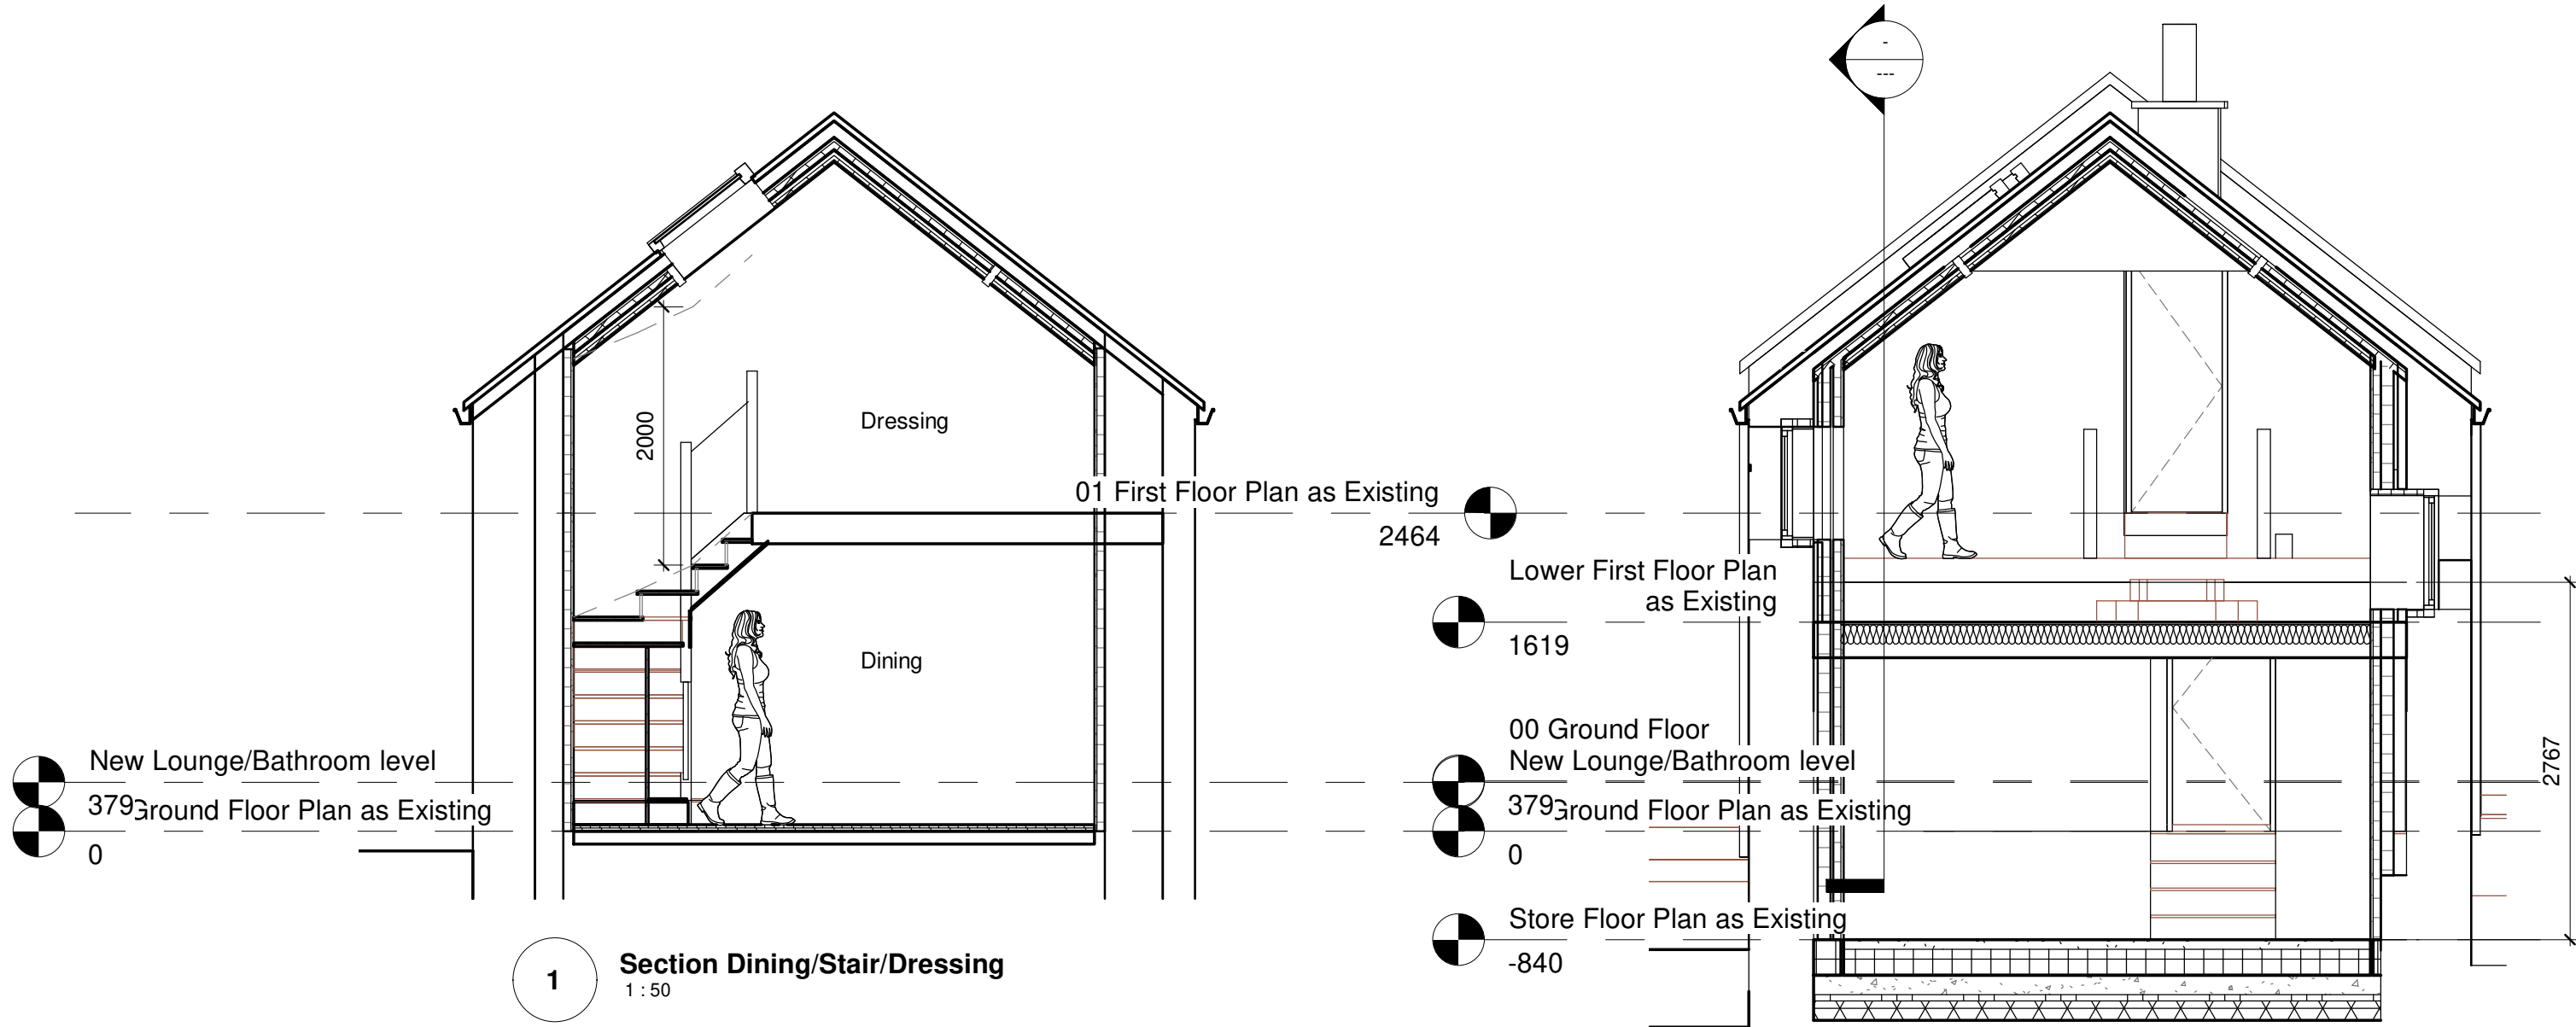 -
---
Dressing
2000
01 First Floor Plan as Existing
2464
Lower First Floor Plan
as Existing
1619
Dining
00 Ground Floor
New Lounge/Bathroom level
379
Ground Floor Plan as Existing
0
New Lounge/Bathroom level
379
Ground Floor Plan as Existing
0
2767
Store Floor Plan as Existing
-840
1
Section Dining/Stair/Dressing
1 : 50